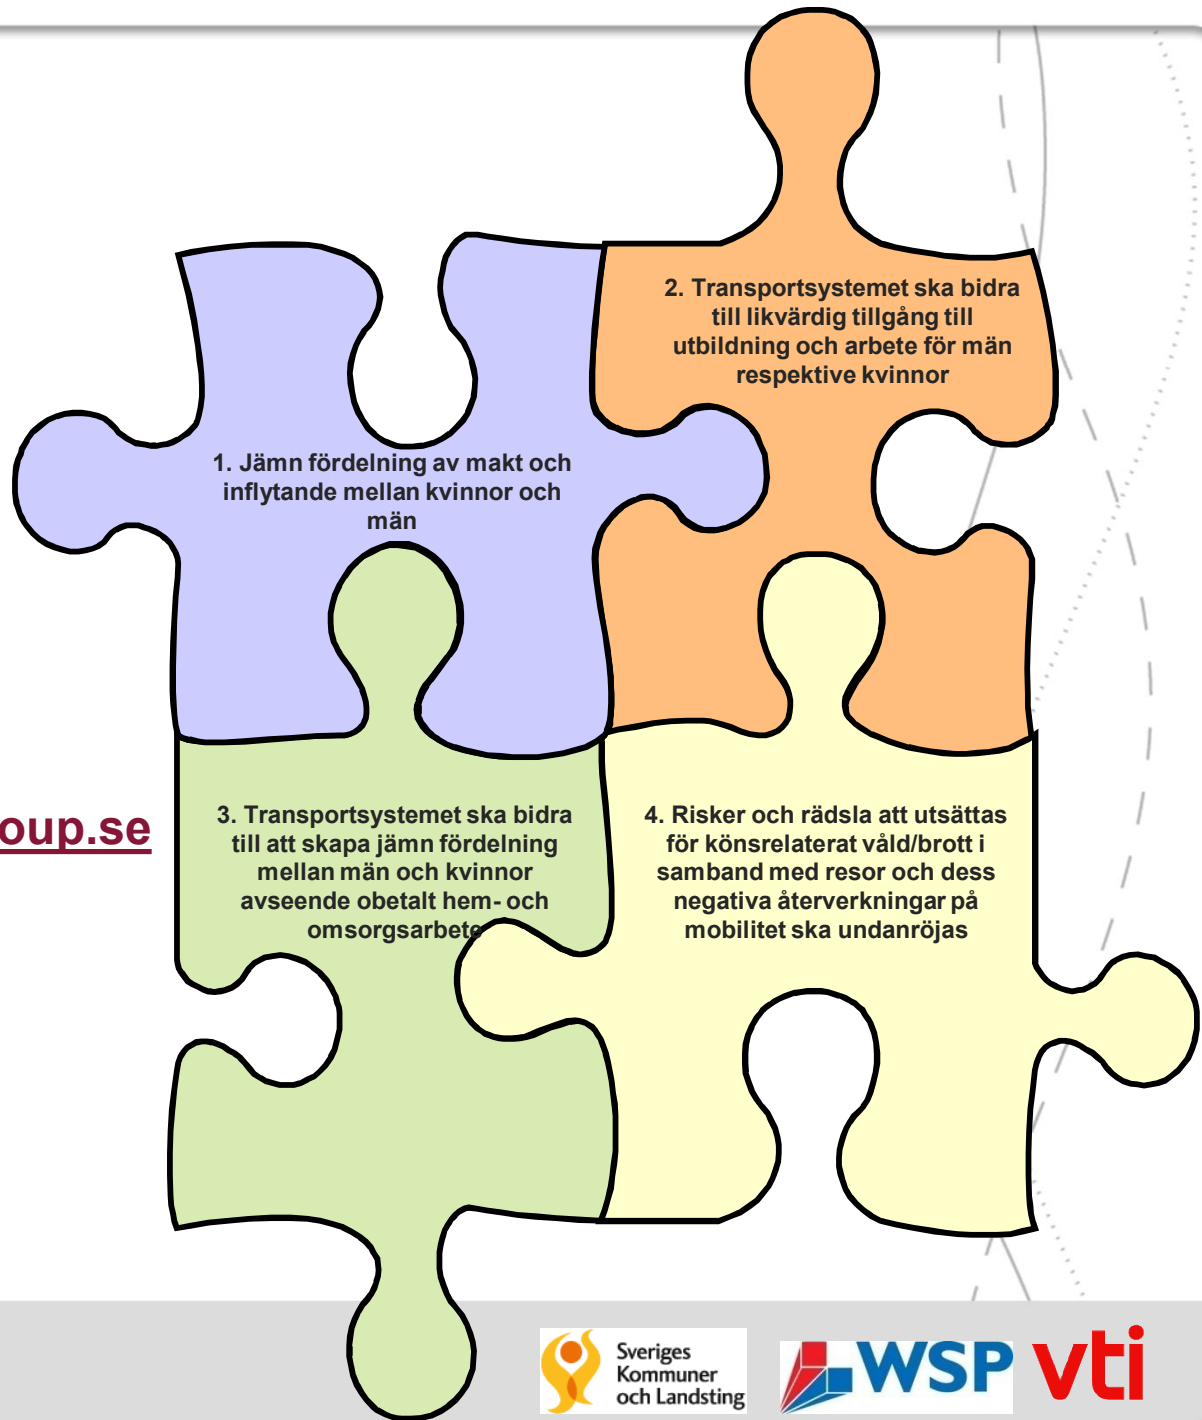 2. Transportsystemet ska bidra
till likvärdig tillgång till
utbildning och arbete för män
respektive kvinnor
1. Jämn fördelning av makt och
inflytande mellan kvinnor och
män
oup.se
3. Transportsystemet ska bidra
till att skapa jämn fördelning
mellan män och kvinnor
avseende obetalt hem- och
omsorgsarbete
4. Risker och rädsla att utsättas
för könsrelaterat våld/brott i
samband med resor och dess
negativa återverkningar på
mobilitet ska undanröjas
Sveriges
Kommuner
och Landsting
WSP
vti